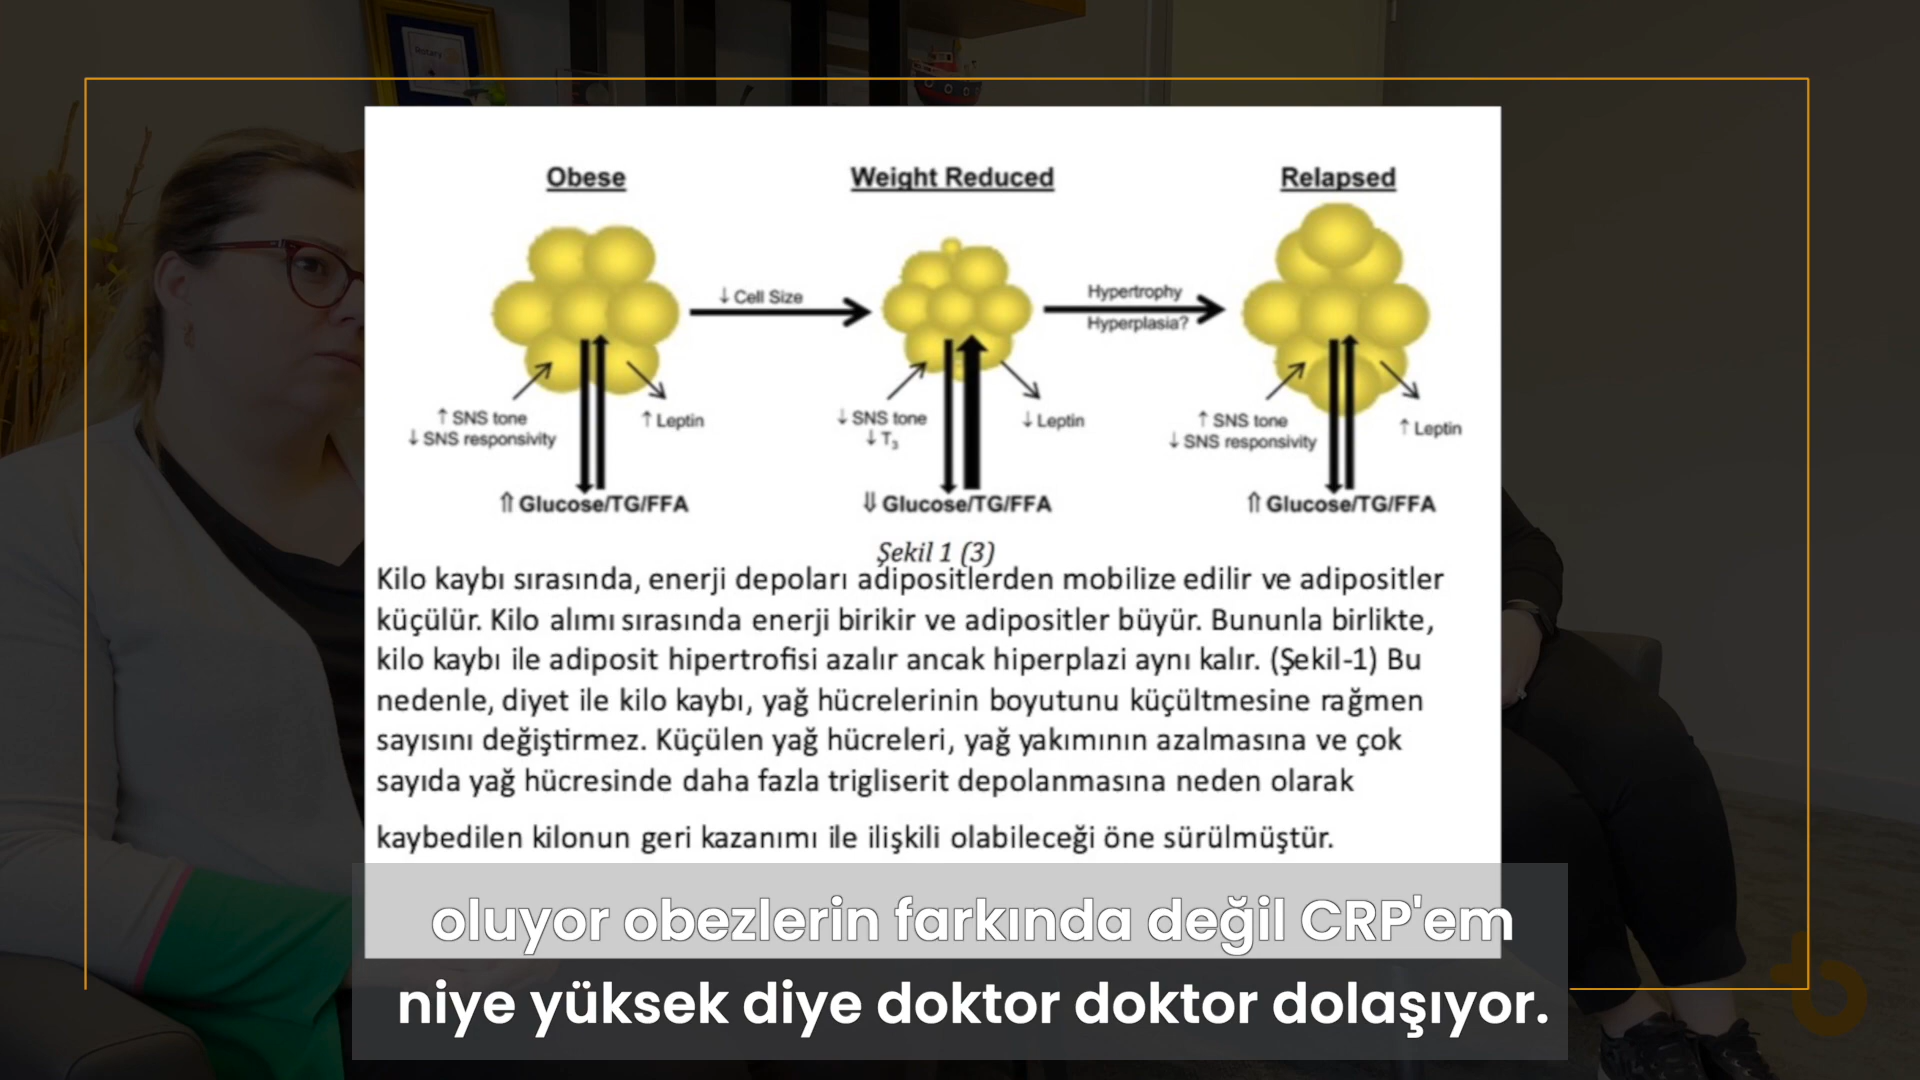 Obese
Weight Reduced
Relapsed
↓ Cell Size
Hypertrophy
Hyperplasia?
↑ SNS tone
↓ SNS responsivity
↑ Leptin
↓ SNS tone
↓ T₃
↓ Leptin
↑ SNS tone
↓ SNS responsivity
↑ Leptin
⇑ Glucose/TG/FFA
⇓ Glucose/TG/FFA
⇑ Glucose/TG/FFA
Şekil 1 (3)
Kilo kaybı sırasında, enerji depoları adipositlerden mobilize edilir ve adipositler
küçülür. Kilo alımı sırasında enerji birikir ve adipositler büyür. Bununla birlikte,
kilo kaybı ile adiposit hipertrofisi azalır ancak hiperplazi aynı kalır. (Şekil-1) Bu
nedenle, diyet ile kilo kaybı, yağ hücrelerinin boyutunu küçültmesine rağmen
sayısını değiştirmez. Küçülen yağ hücreleri, yağ yakımının azalmasına ve çok
sayıda yağ hücresinde daha fazla trigliserit depolanmasına neden olarak
kaybedilen kilonun geri kazanımı ile ilişkili olabileceği öne sürülmüştür.
oluyor obezlerin farkında değil CRP'em
niye yüksek diye doktor doktor dolaşıyor.